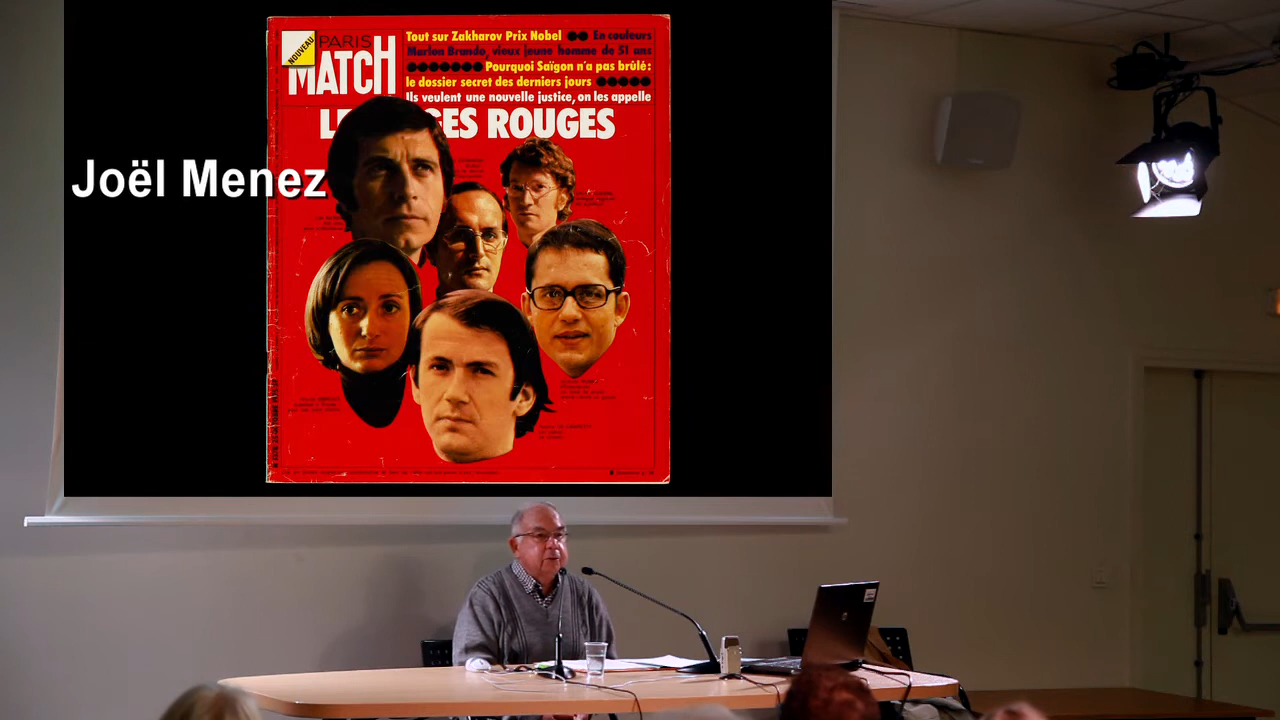 NOUVEAU
PARIS
MATCH
Tout sur Zakharov Prix Nobel ●● En couleurs
Marlon Brando, vieux jeune homme de 51 ans
●●●●●●● Pourquoi Saïgon n'a pas brûlé:
le dossier secret des derniers jours ●●●●●
Ils veulent une nouvelle justice, on les appelle
GES ROUGES
Joël Menez